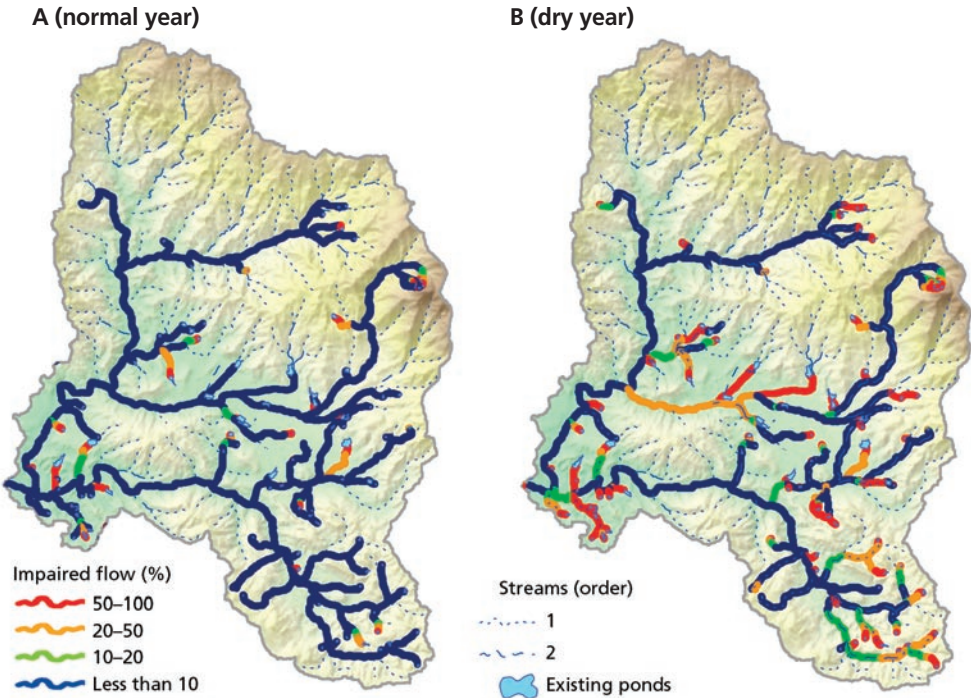 A (normal year)
B (dry year)
Impaired flow (%)
50–100
20–50
10–20
Less than 10
Streams (order)
1
2
Existing ponds